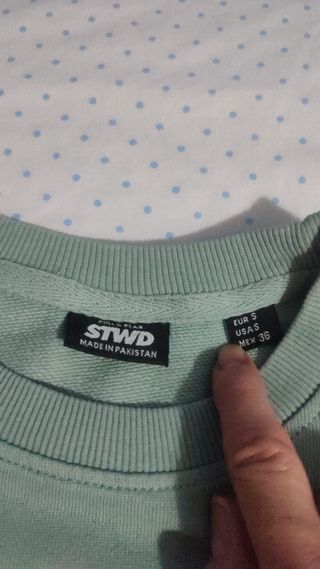 PULL & BEAR
STWD
MADE IN PAKISTAN
EUR S
USA S
MEX 36